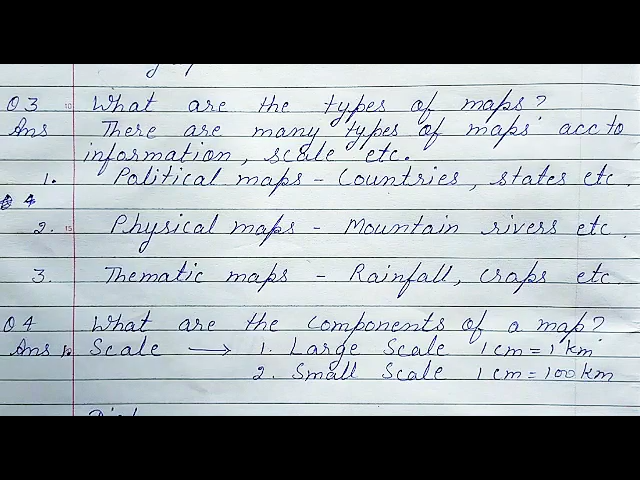 Q3 What are the types of maps?
Ans There are many types of maps acc to
information, scale etc.
1. Political maps - Countries, states etc.
2. Physical maps - Mountain rivers etc.
3. Thematic maps - Rainfall, craps etc.
Q4 What are the components of a map?
Ans 1. Scale → 1. Large Scale 1 cm = 1 km
2. Small Scale 1 cm = 100 km